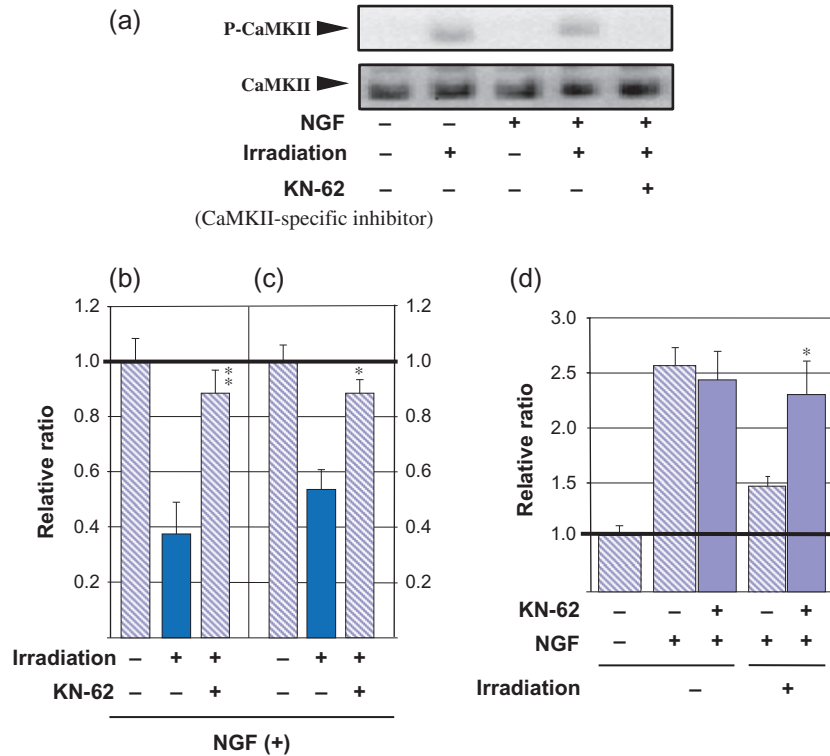 (a)
P-CaMKII
CaMKII
NGF – – + + +
Irradiation – + – + +
KN-62 – – – – +
(CaMKII-specific inhibitor)
(b) (c)
1.2 1.2
1.0 1.0
0.8 0.8
0.6 0.6
0.4 0.4
0.2 0.2
Relative ratio
* *
*
Irradiation – + + – + +
KN-62 – – + – – +
NGF (+)
(d)
3.0
2.5
2.0
1.5
1.0
Relative ratio
*
KN-62 – – + – +
NGF – + + + +
Irradiation – +